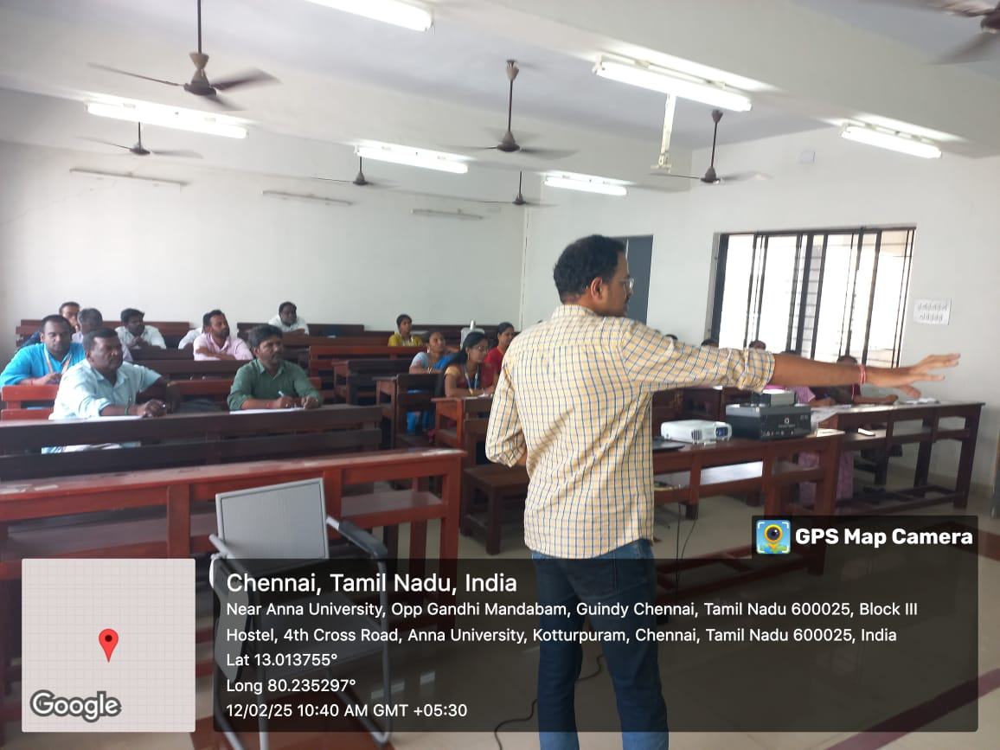 GPS Map Camera
Chennai, Tamil Nadu, India
Near Anna University, Opp Gandhi Mandabam, Guindy Chennai, Tamil Nadu 600025, Block III
Hostel, 4th Cross Road, Anna University, Kotturpuram, Chennai, Tamil Nadu 600025, India
Lat 13.013755°
Long 80.235297°
12/02/25 10:40 AM GMT +05:30
Google